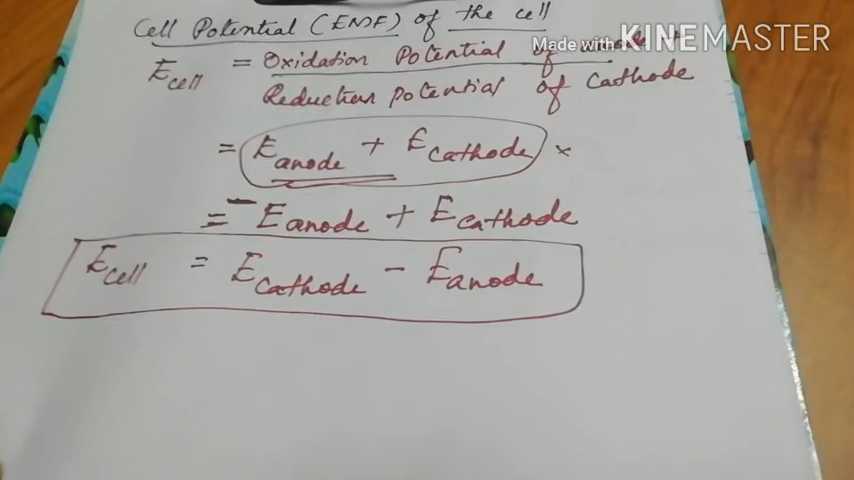 Cell Potential (EMF) of the cell
Made with KINEMASTER
Ecell = Oxidation Potential of
Reduction potential of Cathode
= Eanode + Ecathode ×
= - Eanode + Ecathode
Ecell = Ecathode - Eanode